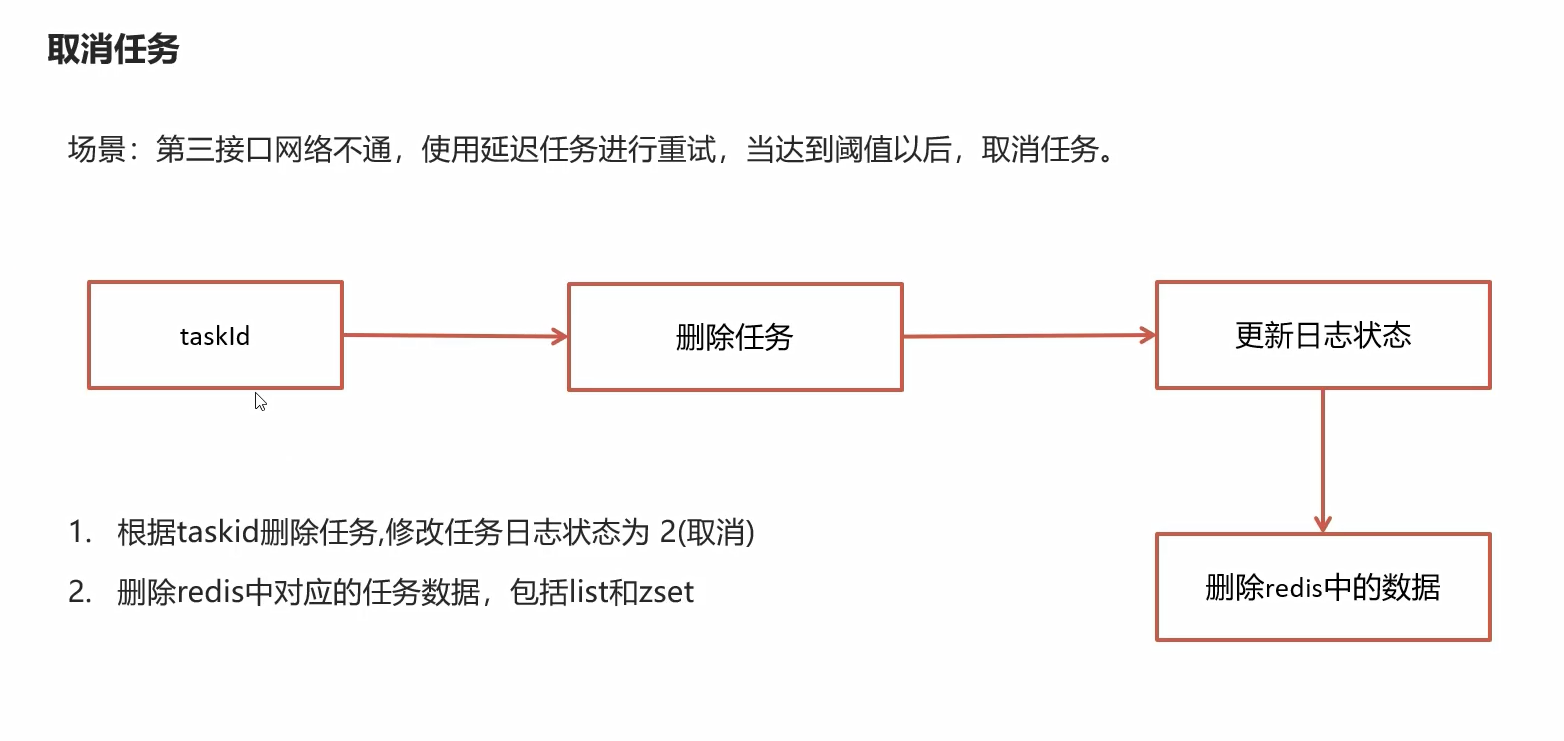 取消任务
场景：第三接口网络不通，使用延迟任务进行重试，当达到阈值以后，取消任务。
taskId
删除任务
更新日志状态
1. 根据taskid删除任务,修改任务日志状态为 2(取消)
2. 删除redis中对应的任务数据，包括list和zset
删除redis中的数据